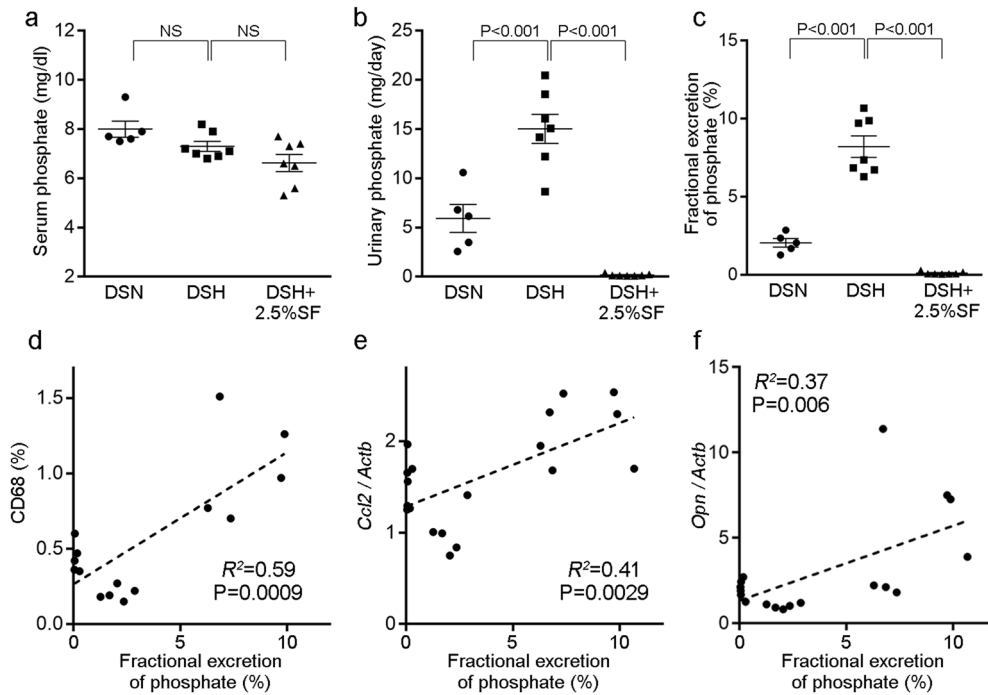 a
NS
NS
Serum phosphate (mg/dl)
12
10
8
6
4
2
DSN
DSH
DSH+
2.5%SF
b
P<0.001
P<0.001
Urinary phosphate (mg/day)
25
20
15
10
5
0
DSN
DSH
DSH+
2.5%SF
c
P<0.001
P<0.001
Fractional excretion
of phosphate (%)
15
10
5
0
DSN
DSH
DSH+
2.5%SF
d
CD68 (%)
1.5
1.0
0.5
0.0
R²=0.59
P=0.0009
0
5
10
Fractional excretion
of phosphate (%)
e
Ccl2 / Actb
2
1
0
R²=0.41
P=0.0029
0
5
10
Fractional excretion
of phosphate (%)
f
Opn / Actb
15
10
5
0
R²=0.37
P=0.006
0
5
10
Fractional excretion
of phosphate (%)